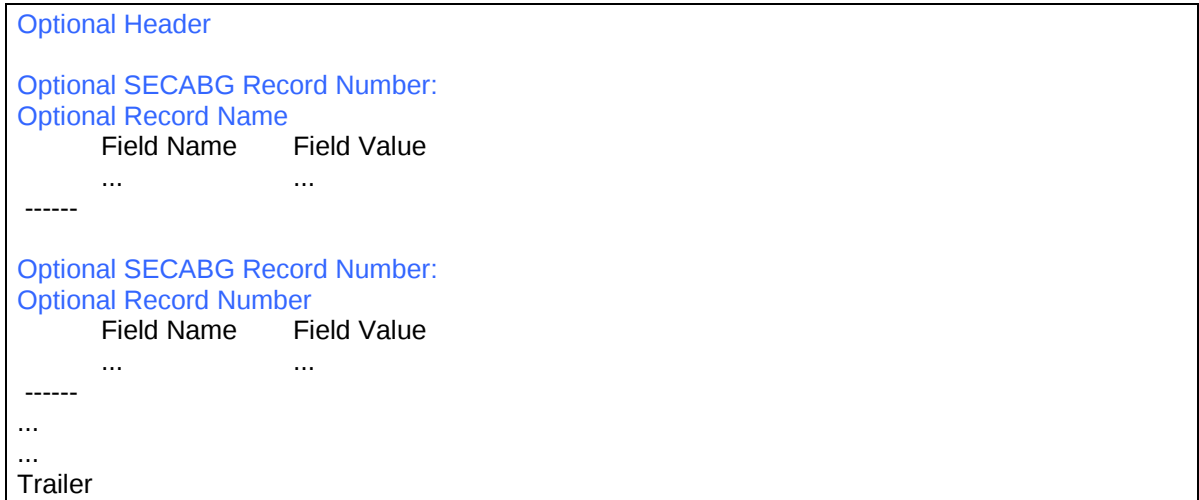 Optional Header
Optional SECABG Record Number:
Optional Record Name
Field Name Field Value
... ...
------
Optional SECABG Record Number:
Optional Record Number
Field Name Field Value
... ...
------
...
...
Trailer